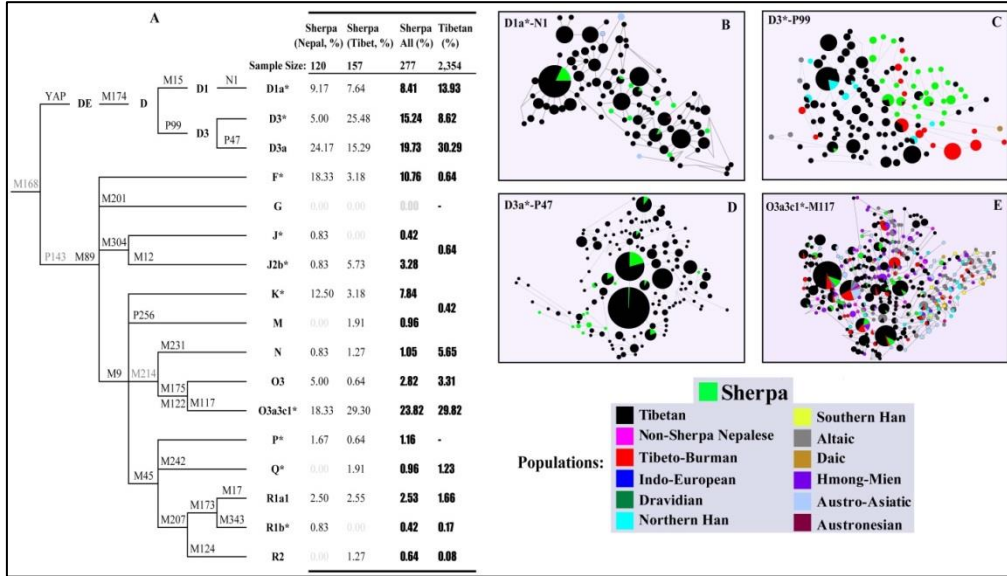 A
Sherpa (Nepal, %) Sherpa (Tibet, %) Sherpa All (%) Tibetan (%)
Sample Size: 120 157 277 2,354
M15 D1 N1 D1a* 9.17 7.64 8.41 13.93
YAP DE M174 D
P99 D3 D3* 5.00 25.48 15.24 8.62
P47 D3a 24.17 15.29 19.73 30.29
M168
F* 18.33 3.18 10.76 0.64
M201 G 0.00 0.00 0.00 -
P143 M89
M304 J* 0.83 0.00 0.42
0.64
M12 J2b* 0.83 5.73 3.28
K* 12.50 3.18 7.84
0.42
P256 M 0.00 1.91 0.96
M231 N 0.83 1.27 1.05 5.65
M9 M214
M175 O3 5.00 0.64 2.82 3.31
M122 M117 O3a3c1* 18.33 29.30 23.82 29.82
P* 1.67 0.64 1.16 -
M45 M242 Q* 0.00 1.91 0.96 1.23
M17 R1a1 2.50 2.55 2.53 1.66
M207 M173 M343 R1b* 0.83 0.00 0.42 0.17
M124 R2 0.00 1.27 0.64 0.08
D1a*-N1 B
D3*-P99 C
D3a*-P47 D
O3a3c1*-M117 E
Sherpa
Populations:
Tibetan
Non-Sherpa Nepalese
Tibeto-Burman
Indo-European
Dravidian
Northern Han
Southern Han
Altaic
Daic
Hmong-Mien
Austro-Asiatic
Austronesian